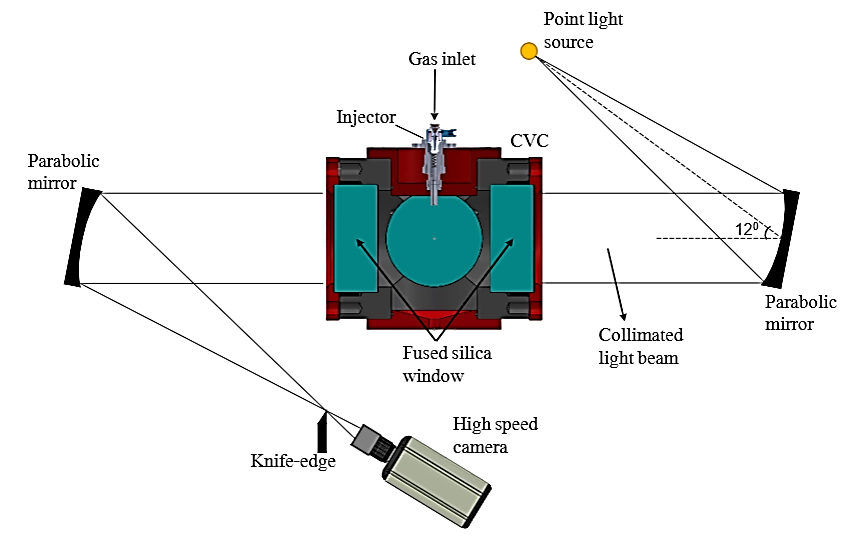 Point light
source
Gas inlet
Injector
CVC
Parabolic
mirror
12⁰
Parabolic
mirror
Collimated
light beam
Fused silica
window
High speed
camera
Knife-edge